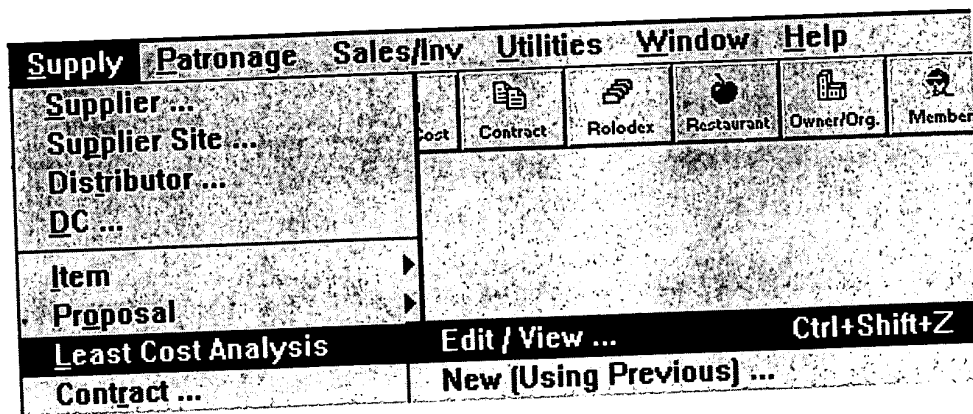 Supply Patronage Sales/Inv Utilities Window Help
Cost Contract Rolodex Restaurant Owner/Org. Member
Supplier ...
Supplier Site ...
Distributor ...
DC ...
Item
Proposal
Least Cost Analysis
Edit / View ... Ctrl+Shift+Z
Contract ...
New (Using Previous) ...